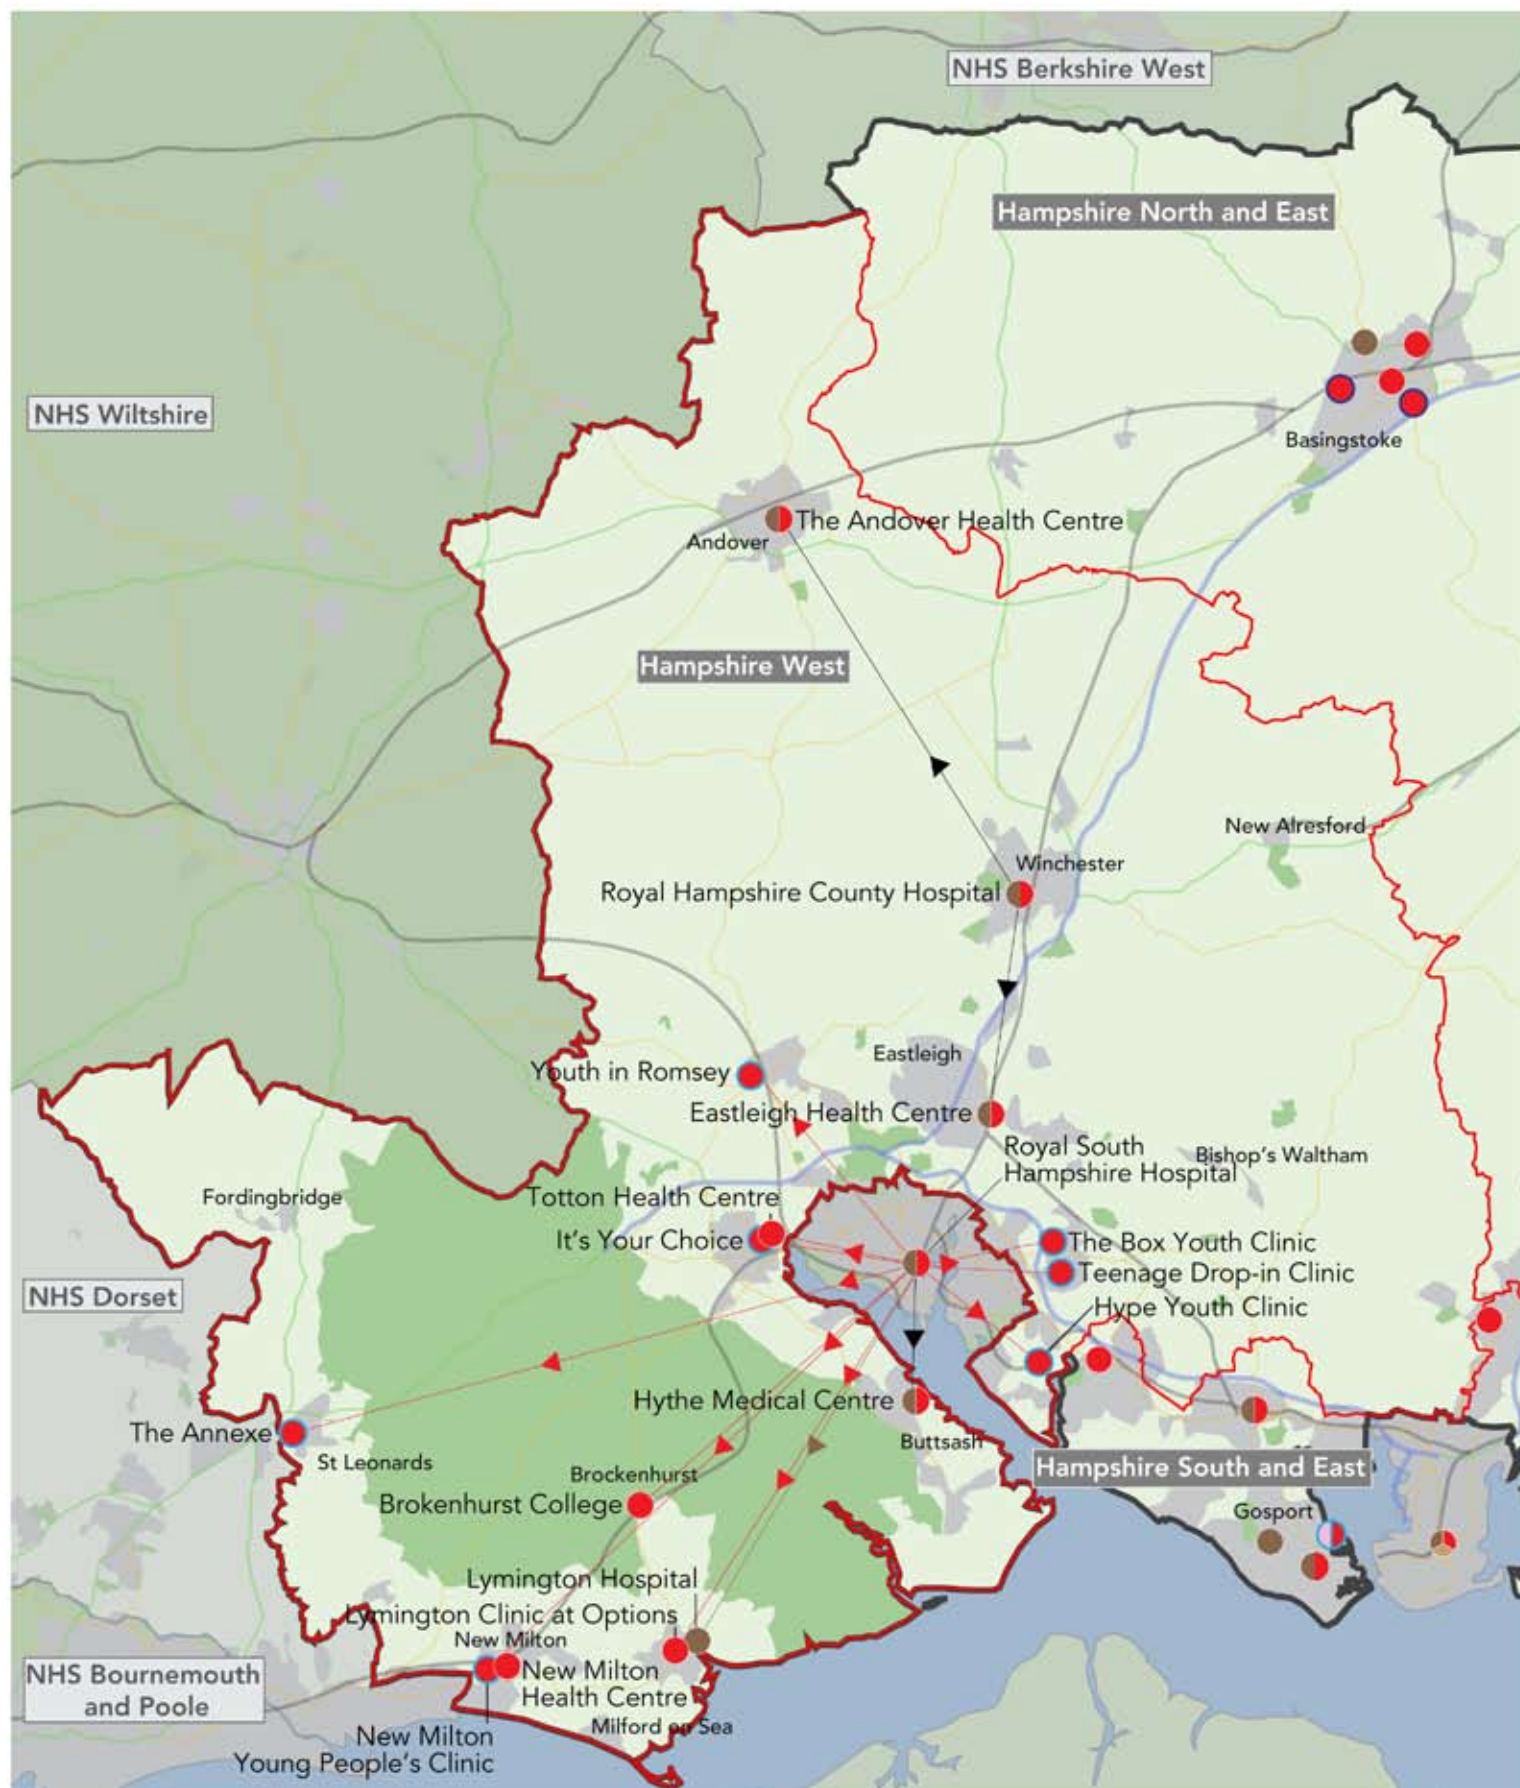 NHS Berkshire West
Hampshire North and East
NHS Wiltshire
Basingstoke
The Andover Health Centre
Andover
Hampshire West
New Alresford
Winchester
Royal Hampshire County Hospital
Eastleigh
Youth in Romsey
Eastleigh Health Centre
Royal South
Hampshire Hospital
Bishop's Waltham
Fordingbridge
Totton Health Centre
It's Your Choice
The Box Youth Clinic
Teenage Drop-in Clinic
NHS Dorset
Hype Youth Clinic
Hythe Medical Centre
The Annexe
Buttsash
St Leonards
Hampshire South and East
Brockenhurst
Brokenhurst College
Gosport
Lymington Hospital
Lymington Clinic at Options
New Milton
NHS Bournemouth
and Poole
New Milton
Health Centre
Milford on Sea
New Milton
Young People's Clinic